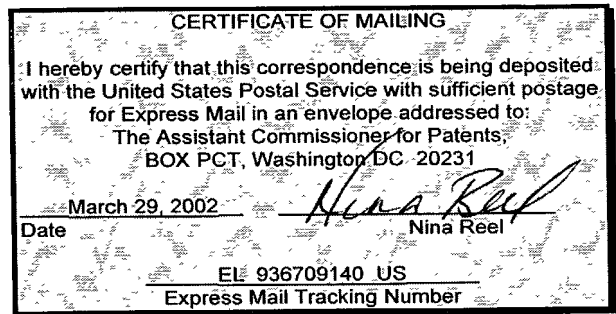 CERTIFICATE OF MAILING
I hereby certify that this correspondence is being deposited
with the United States Postal Service with sufficient postage
for Express Mail in an envelope addressed to:
The Assistant Commissioner for Patents,
BOX PCT, Washington DC 20231
March 29, 2002 Nina Reel
Date Nina Reel
EL 936709140 US
Express Mail Tracking Number